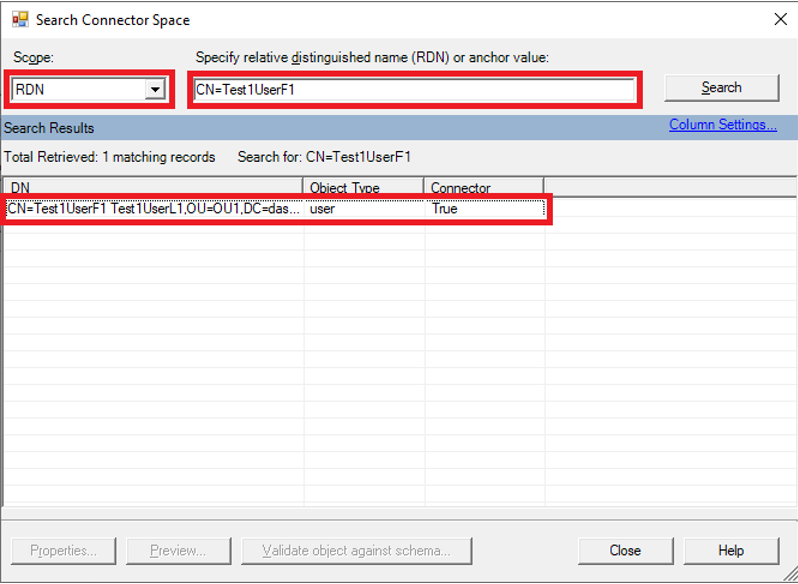 Search Connector Space
Scope:
Specify relative distinguished name (RDN) or anchor value:
RDN
CN=Test1UserF1
Search
Search Results
Column Settings...
Total Retrieved: 1 matching records
Search for: CN=Test1UserF1
DN
Object Type
Connector
CN=Test1UserF1 Test1UserL1,OU=OU1,DC=das...
user
True
Properties...
Preview...
Validate object against schema...
Close
Help